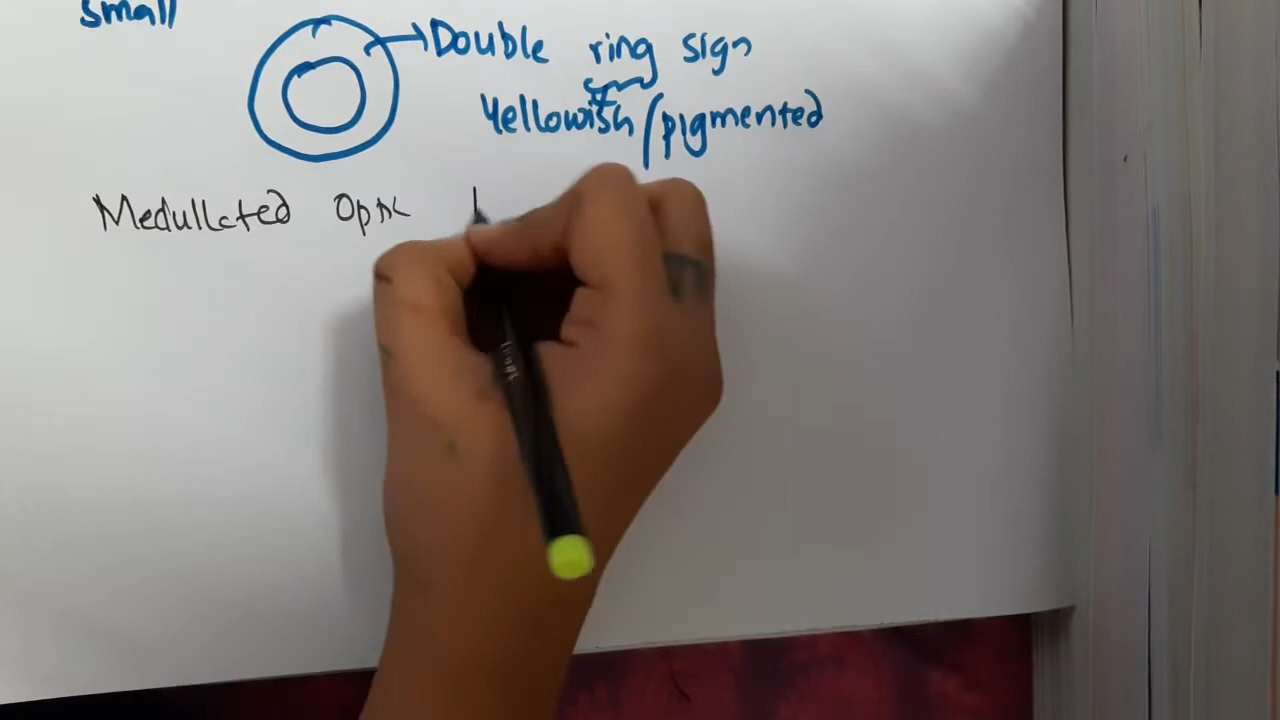 small
Double ring sign
Yellowish/pigmented
Medullated Optic